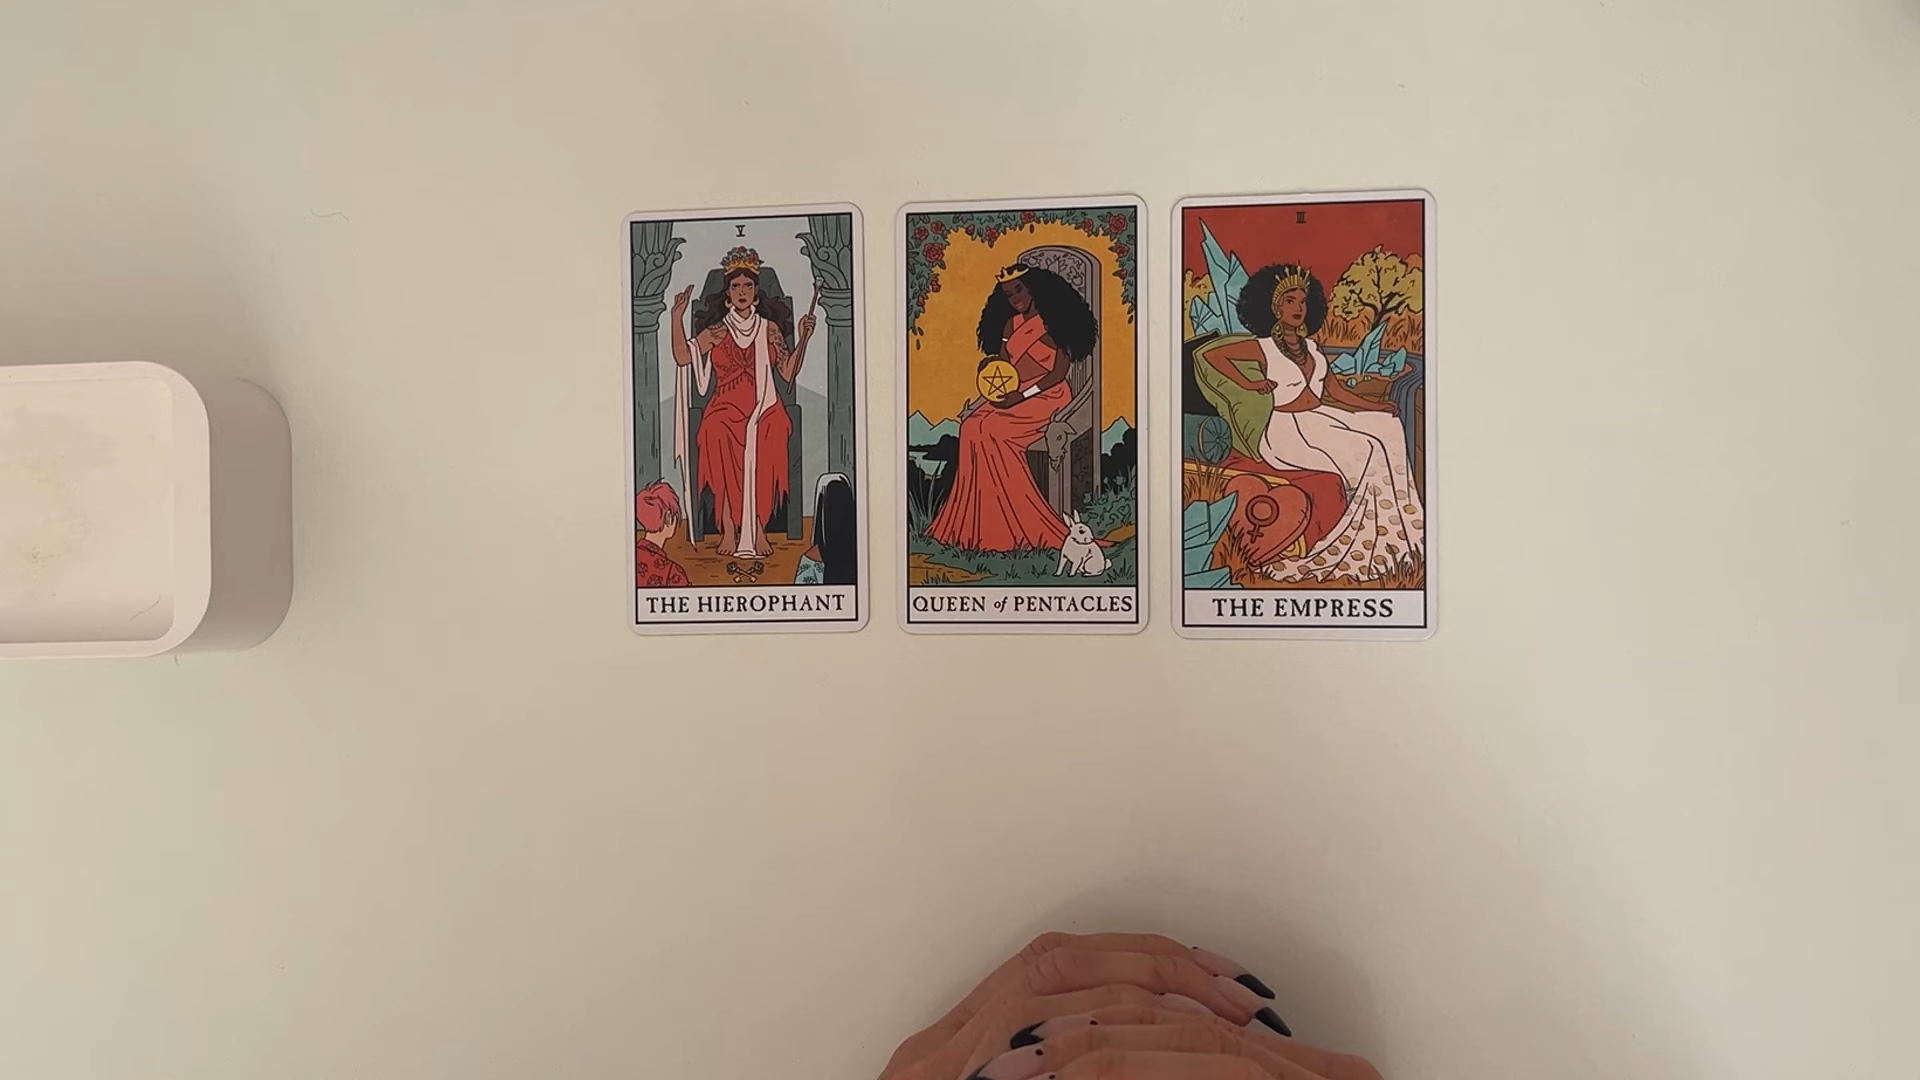 V
THE HIEROPHANT
QUEEN of PENTACLES
III
THE EMPRESS